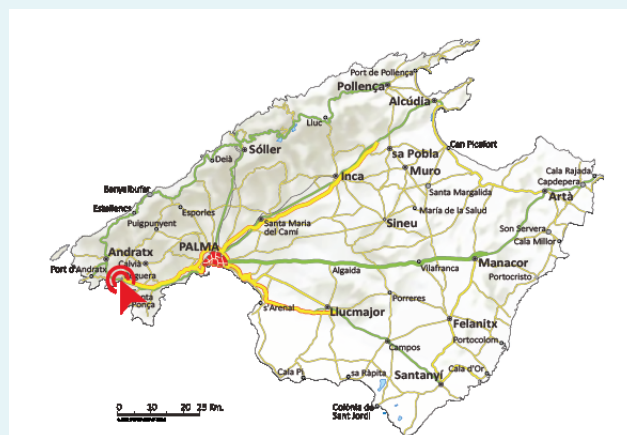 Port de Pollença
Pollença
Alcúdia
Lluc
Can Picafort
Sóller
sa Pobla
Deià
Muro
Inca
Cala Rajada
Capdepera
Santa Margalida
Artà
Banyalbufar
Esporles
Estellencs
María de la Salud
Puigpunyent
Santa Maria
del Camí
Sineu
Son Servera
Cala Millor
Andratx
PALMA
Calvià
Port d'
Andratx
Algaida
Vilafranca
Manacor
Portocristo
Ponça
s'Arenal
Llucmajor
Porreres
Felanitx
Portocolom
Campos
Cala Pi
sa Ràpita
Santanyí
Cala d'Or
Colònia de
Sant Jordi
0 10 20 25 Km.